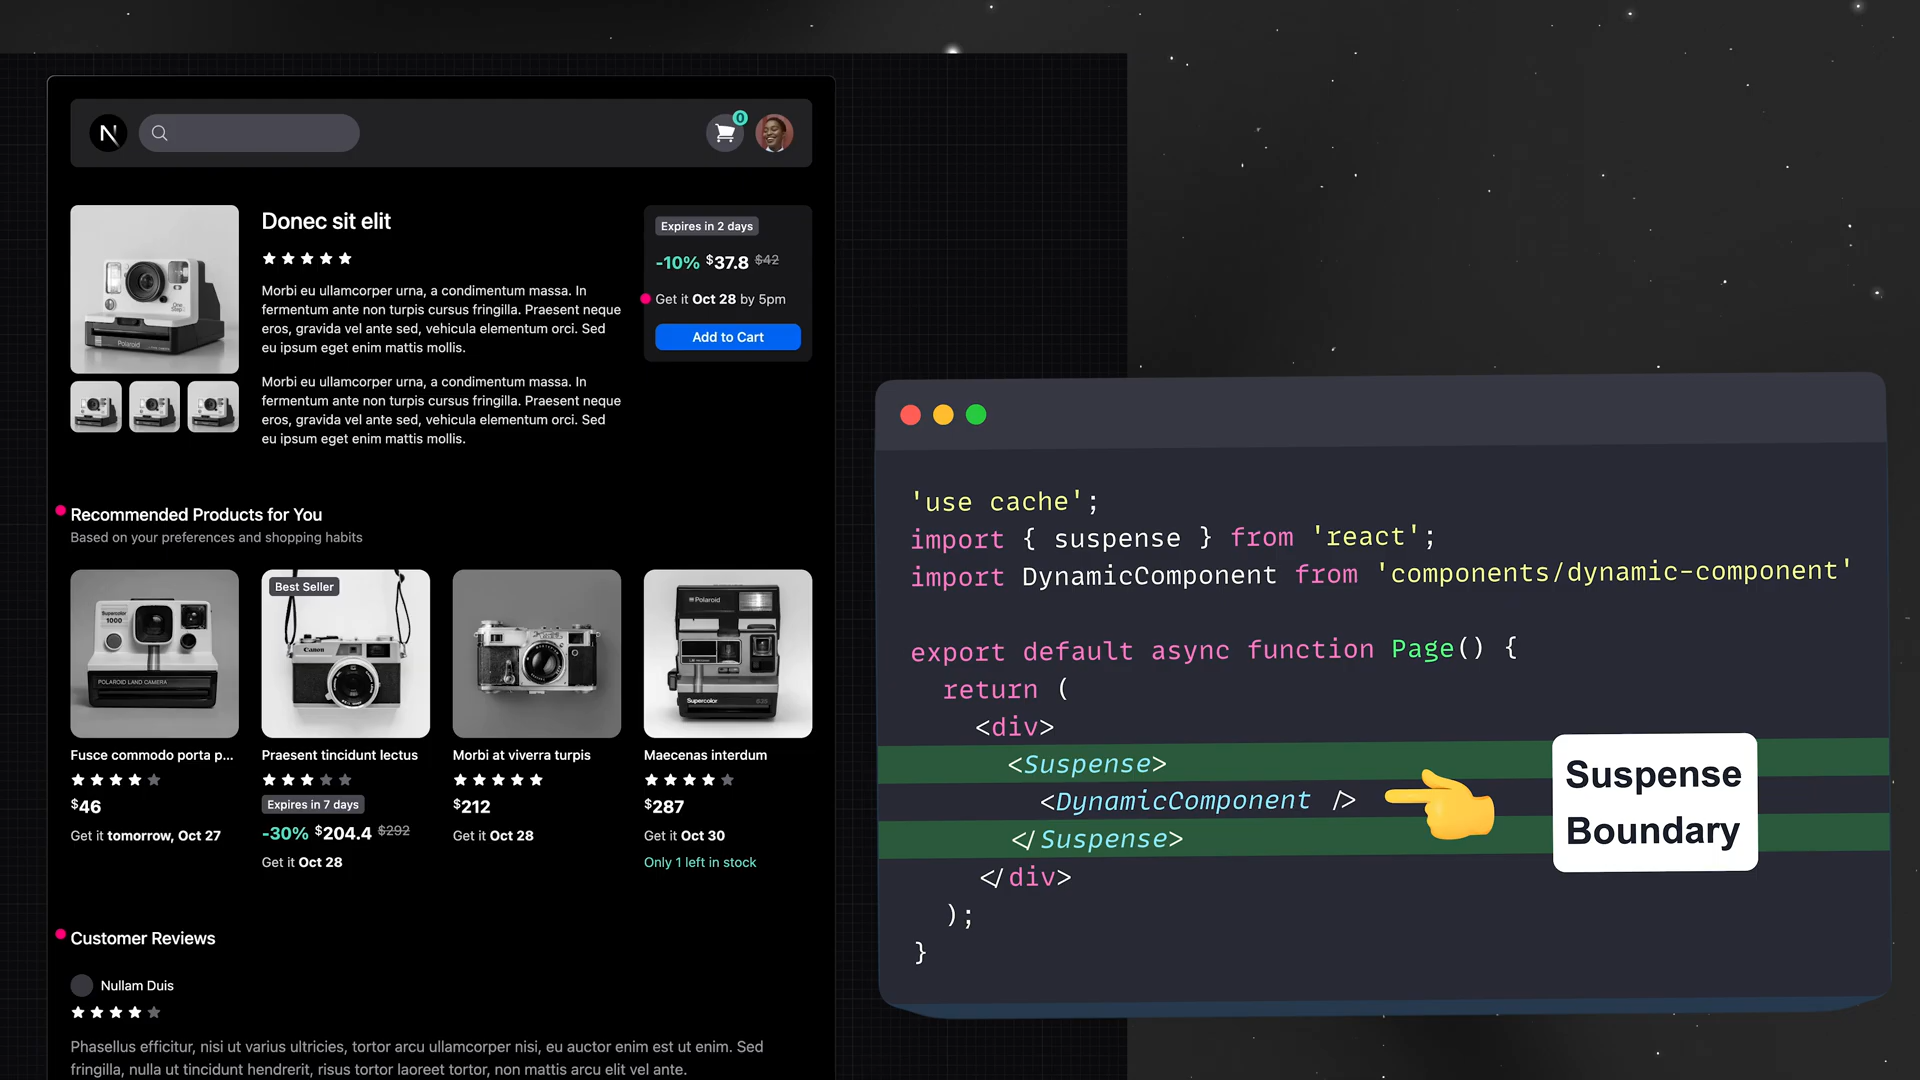 N
0
Donec sit elit
Morbi eu ullamcorper urna, a condimentum massa. In
fermentum ante non turpis cursus fringilla. Praesent neque
eros, gravida vel ante sed, vehicula elementum orci. Sed
eu ipsum eget enim mattis mollis.
Morbi eu ullamcorper urna, a condimentum massa. In
fermentum ante non turpis cursus fringilla. Praesent neque
eros, gravida vel ante sed, vehicula elementum orci. Sed
eu ipsum eget enim mattis mollis.
Polaroid
Expires in 2 days
-10% $37.8 $42
Get it Oct 28 by 5pm
Add to Cart
Recommended Products for You
Based on your preferences and shopping habits
Supercolor
1000
POLAROID LAND CAMERA
Fusce commodo porta p...
$46
Get it tomorrow, Oct 27
Best Seller
Canon
Praesent tincidunt lectus
Expires in 7 days
-30% $204.4 $292
Get it Oct 28
Morbi at viverra turpis
$212
Get it Oct 28
Polaroid
Supercolor
Maecenas interdum
$287
Get it Oct 30
Only 1 left in stock
Customer Reviews
Nullam Duis
Phasellus efficitur, nisi ut varius ultricies, tortor arcu ullamcorper nisi, eu auctor enim est ut enim. Sed
fringilla, nulla ut tincidunt hendrerit, risus tortor laoreet tortor, non mattis arcu elit vel ante.
'use cache';
import { suspense } from 'react';
import DynamicComponent from 'components/dynamic-component'
export default async function Page() {
return (
<div>
<Suspense>
<DynamicComponent />
</Suspense>
</div>
);
}
Suspense
Boundary